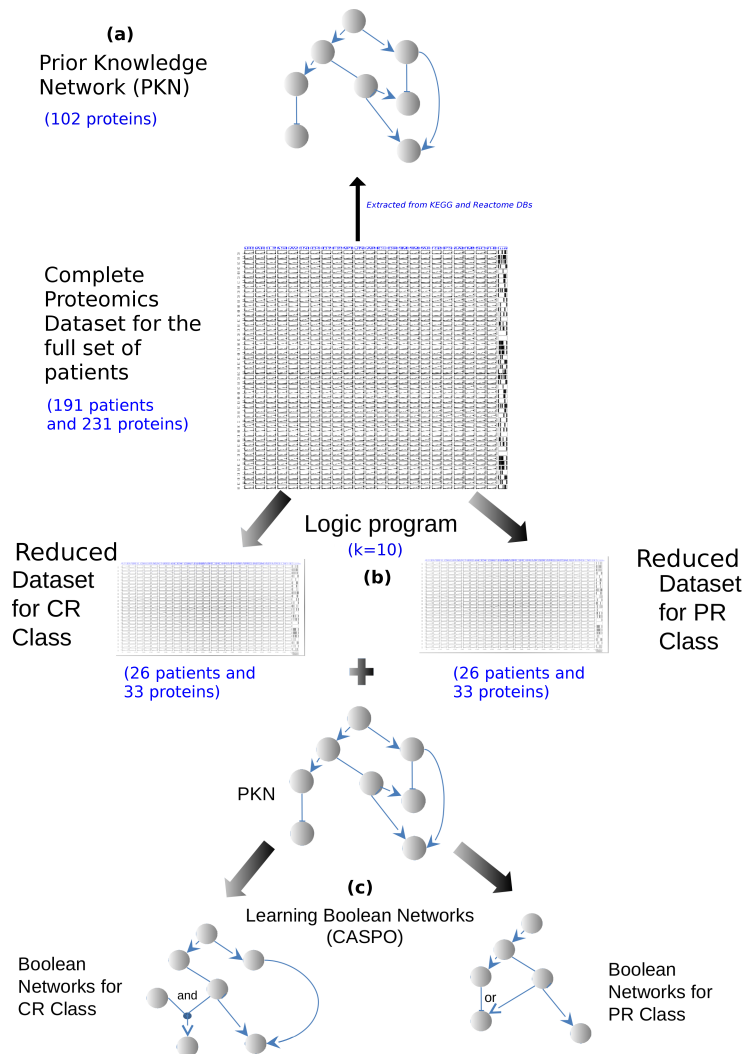 (a)
Prior Knowledge
Network (PKN)
(102 proteins)
Extracted from KEGG and Reactome DBs
Complete
Proteomics
Dataset for the
full set of
patients
(191 patients
and 231 proteins)
Logic program
(k=10)
(b)
Reduced
Dataset
for CR
Class
(26 patients and
33 proteins)
Reduced
Dataset
for PR
Class
(26 patients and
33 proteins)
PKN
(c)
Learning Boolean Networks
(CASPO)
Boolean
Networks for
CR Class
and
or
Boolean
Networks for
PR Class